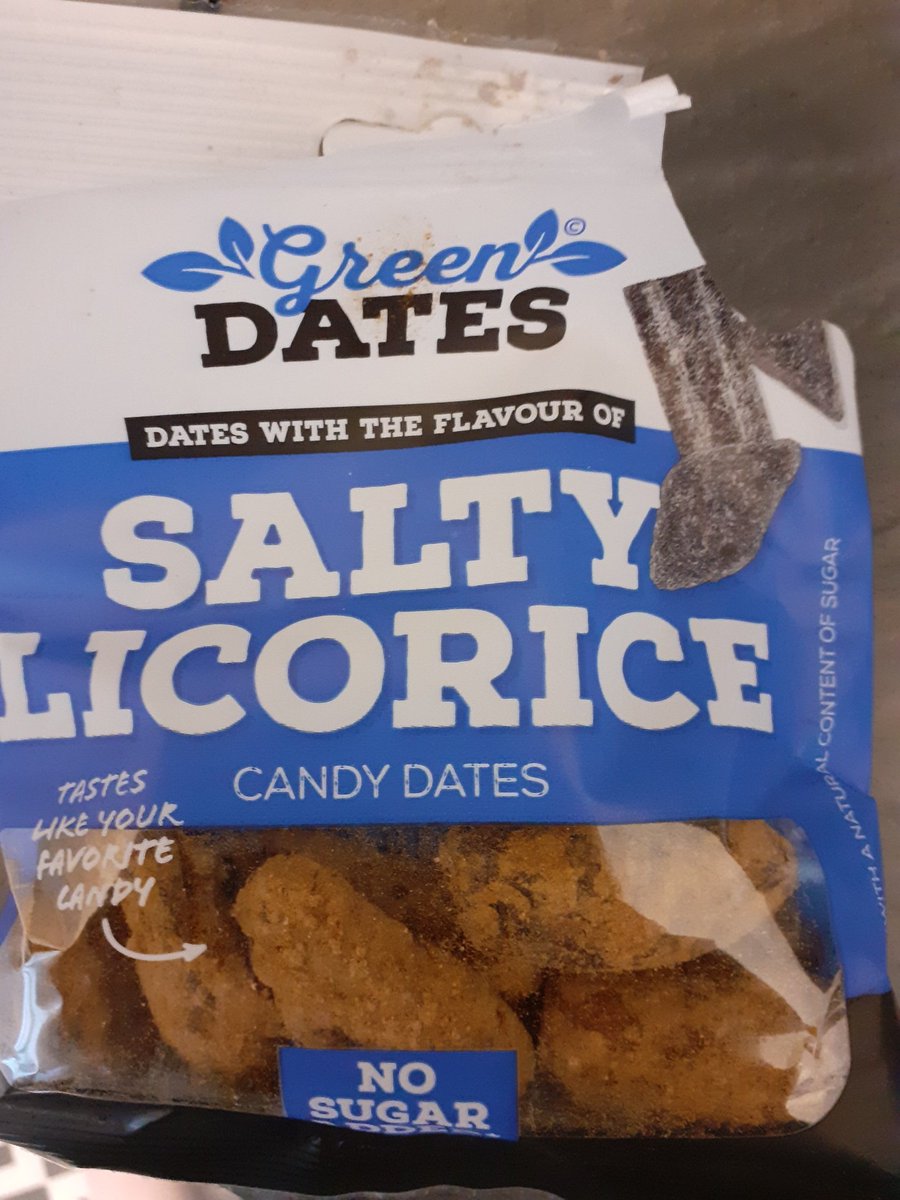 Green ©
DATES
DATES WITH THE FLAVOUR OF
SALTY
LICORICE
CANDY DATES
TASTES
LIKE YOUR
FAVORITE
CANDY
WITH A NATURAL CONTENT OF SUGAR
NO
SUGAR
ADDED*